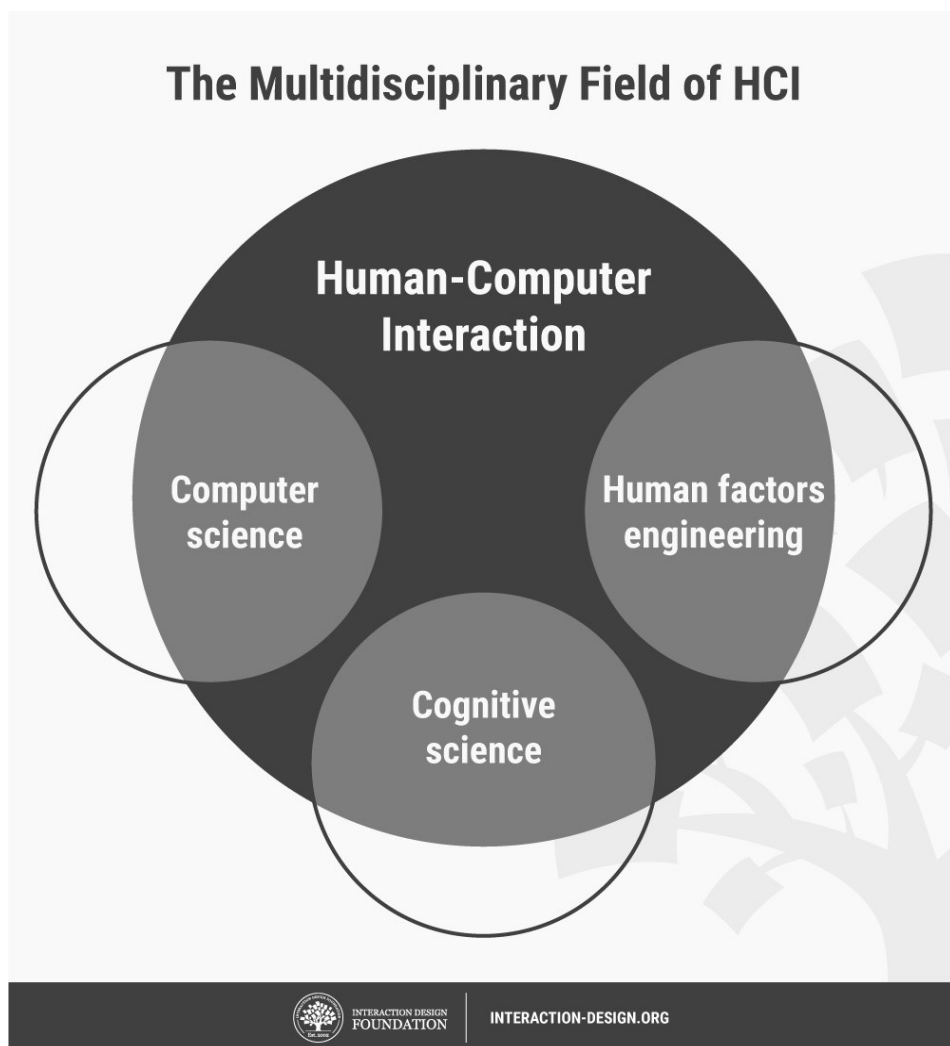 The Multidisciplinary Field of HCI
Human-Computer
Interaction
Computer
science
Human factors
engineering
Cognitive
science
INTERACTION DESIGN
FOUNDATION
INTERACTION-DESIGN.ORG